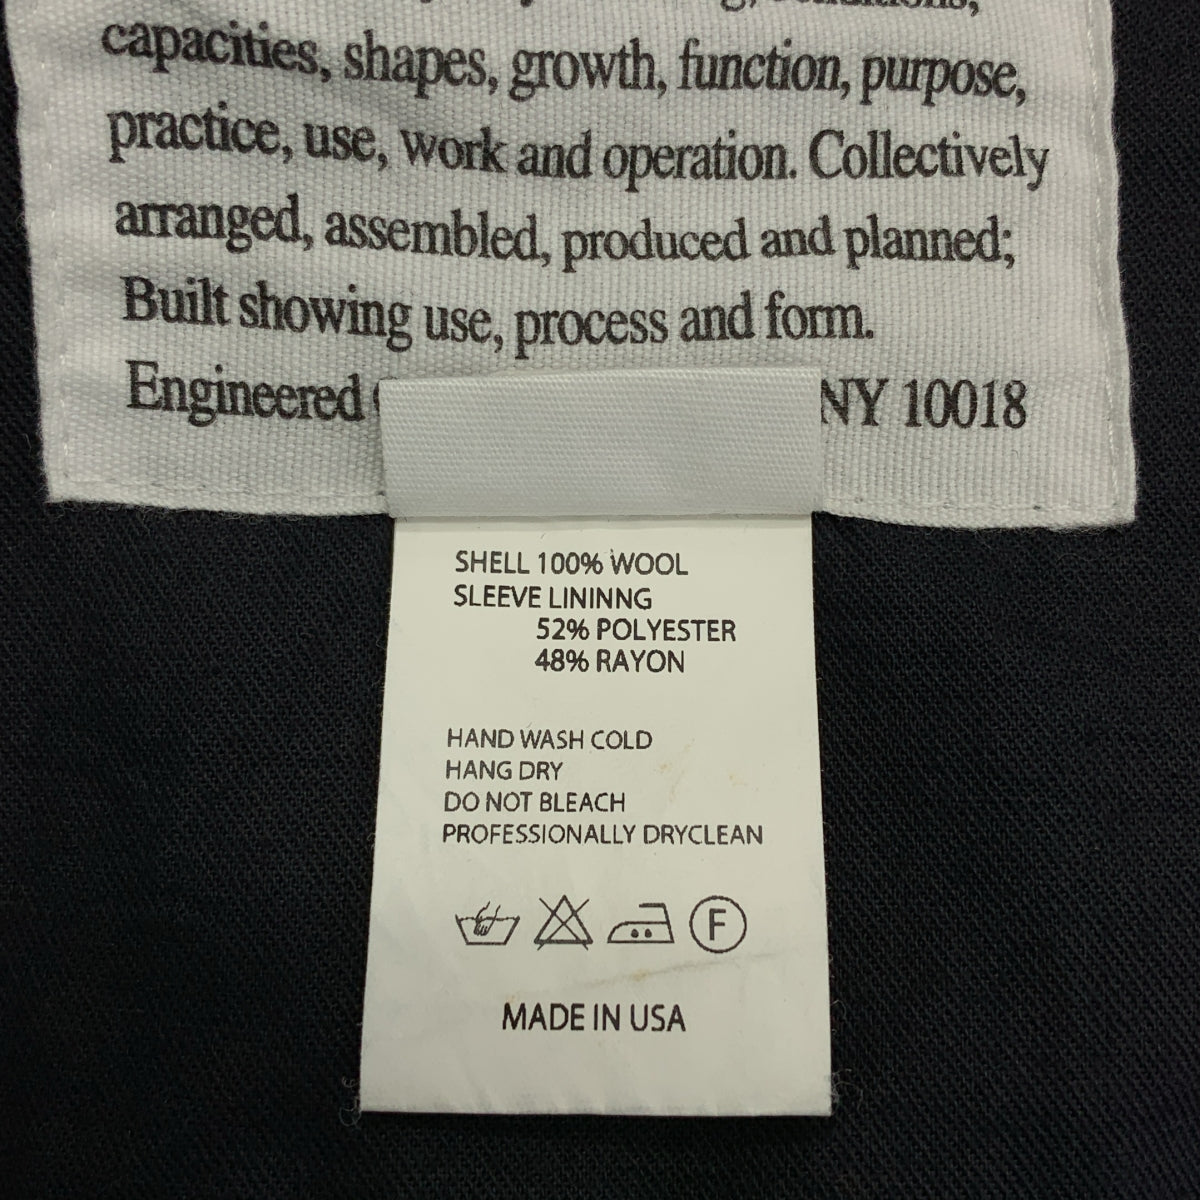 capacities, shapes, growth, function, purpose,
practice, use, work and operation. Collectively
arranged, assembled, produced and planned;
Built showing use, process and form.
Engineered NY 10018
SHELL 100% WOOL
SLEEVE LININNG
52% POLYESTER
48% RAYON
HAND WASH COLD
HANG DRY
DO NOT BLEACH
PROFESSIONALLY DRYCLEAN
F
MADE IN USA